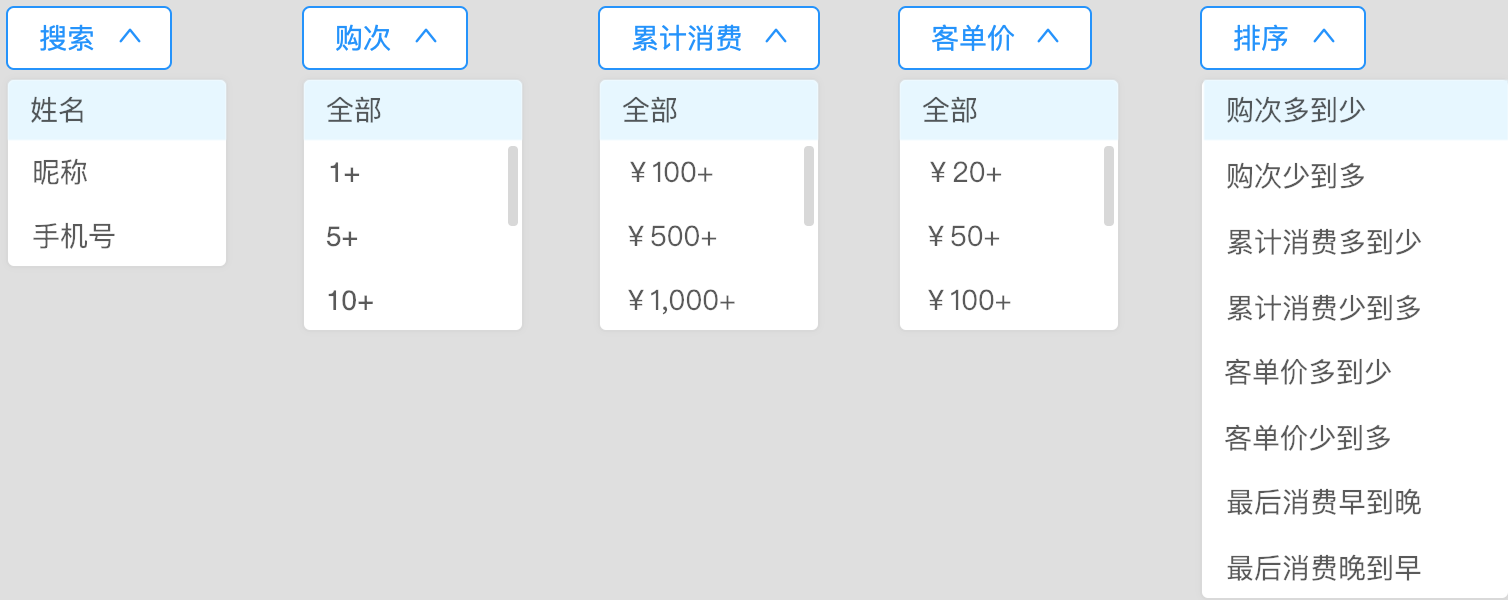 搜索
姓名
昵称
手机号
购次
全部
1+
5+
10+
累计消费
全部
¥100+
¥500+
¥1,000+
客单价
全部
¥20+
¥50+
¥100+
排序
购次多到少
购次少到多
累计消费多到少
累计消费少到多
客单价多到少
客单价少到多
最后消费早到晚
最后消费晚到早